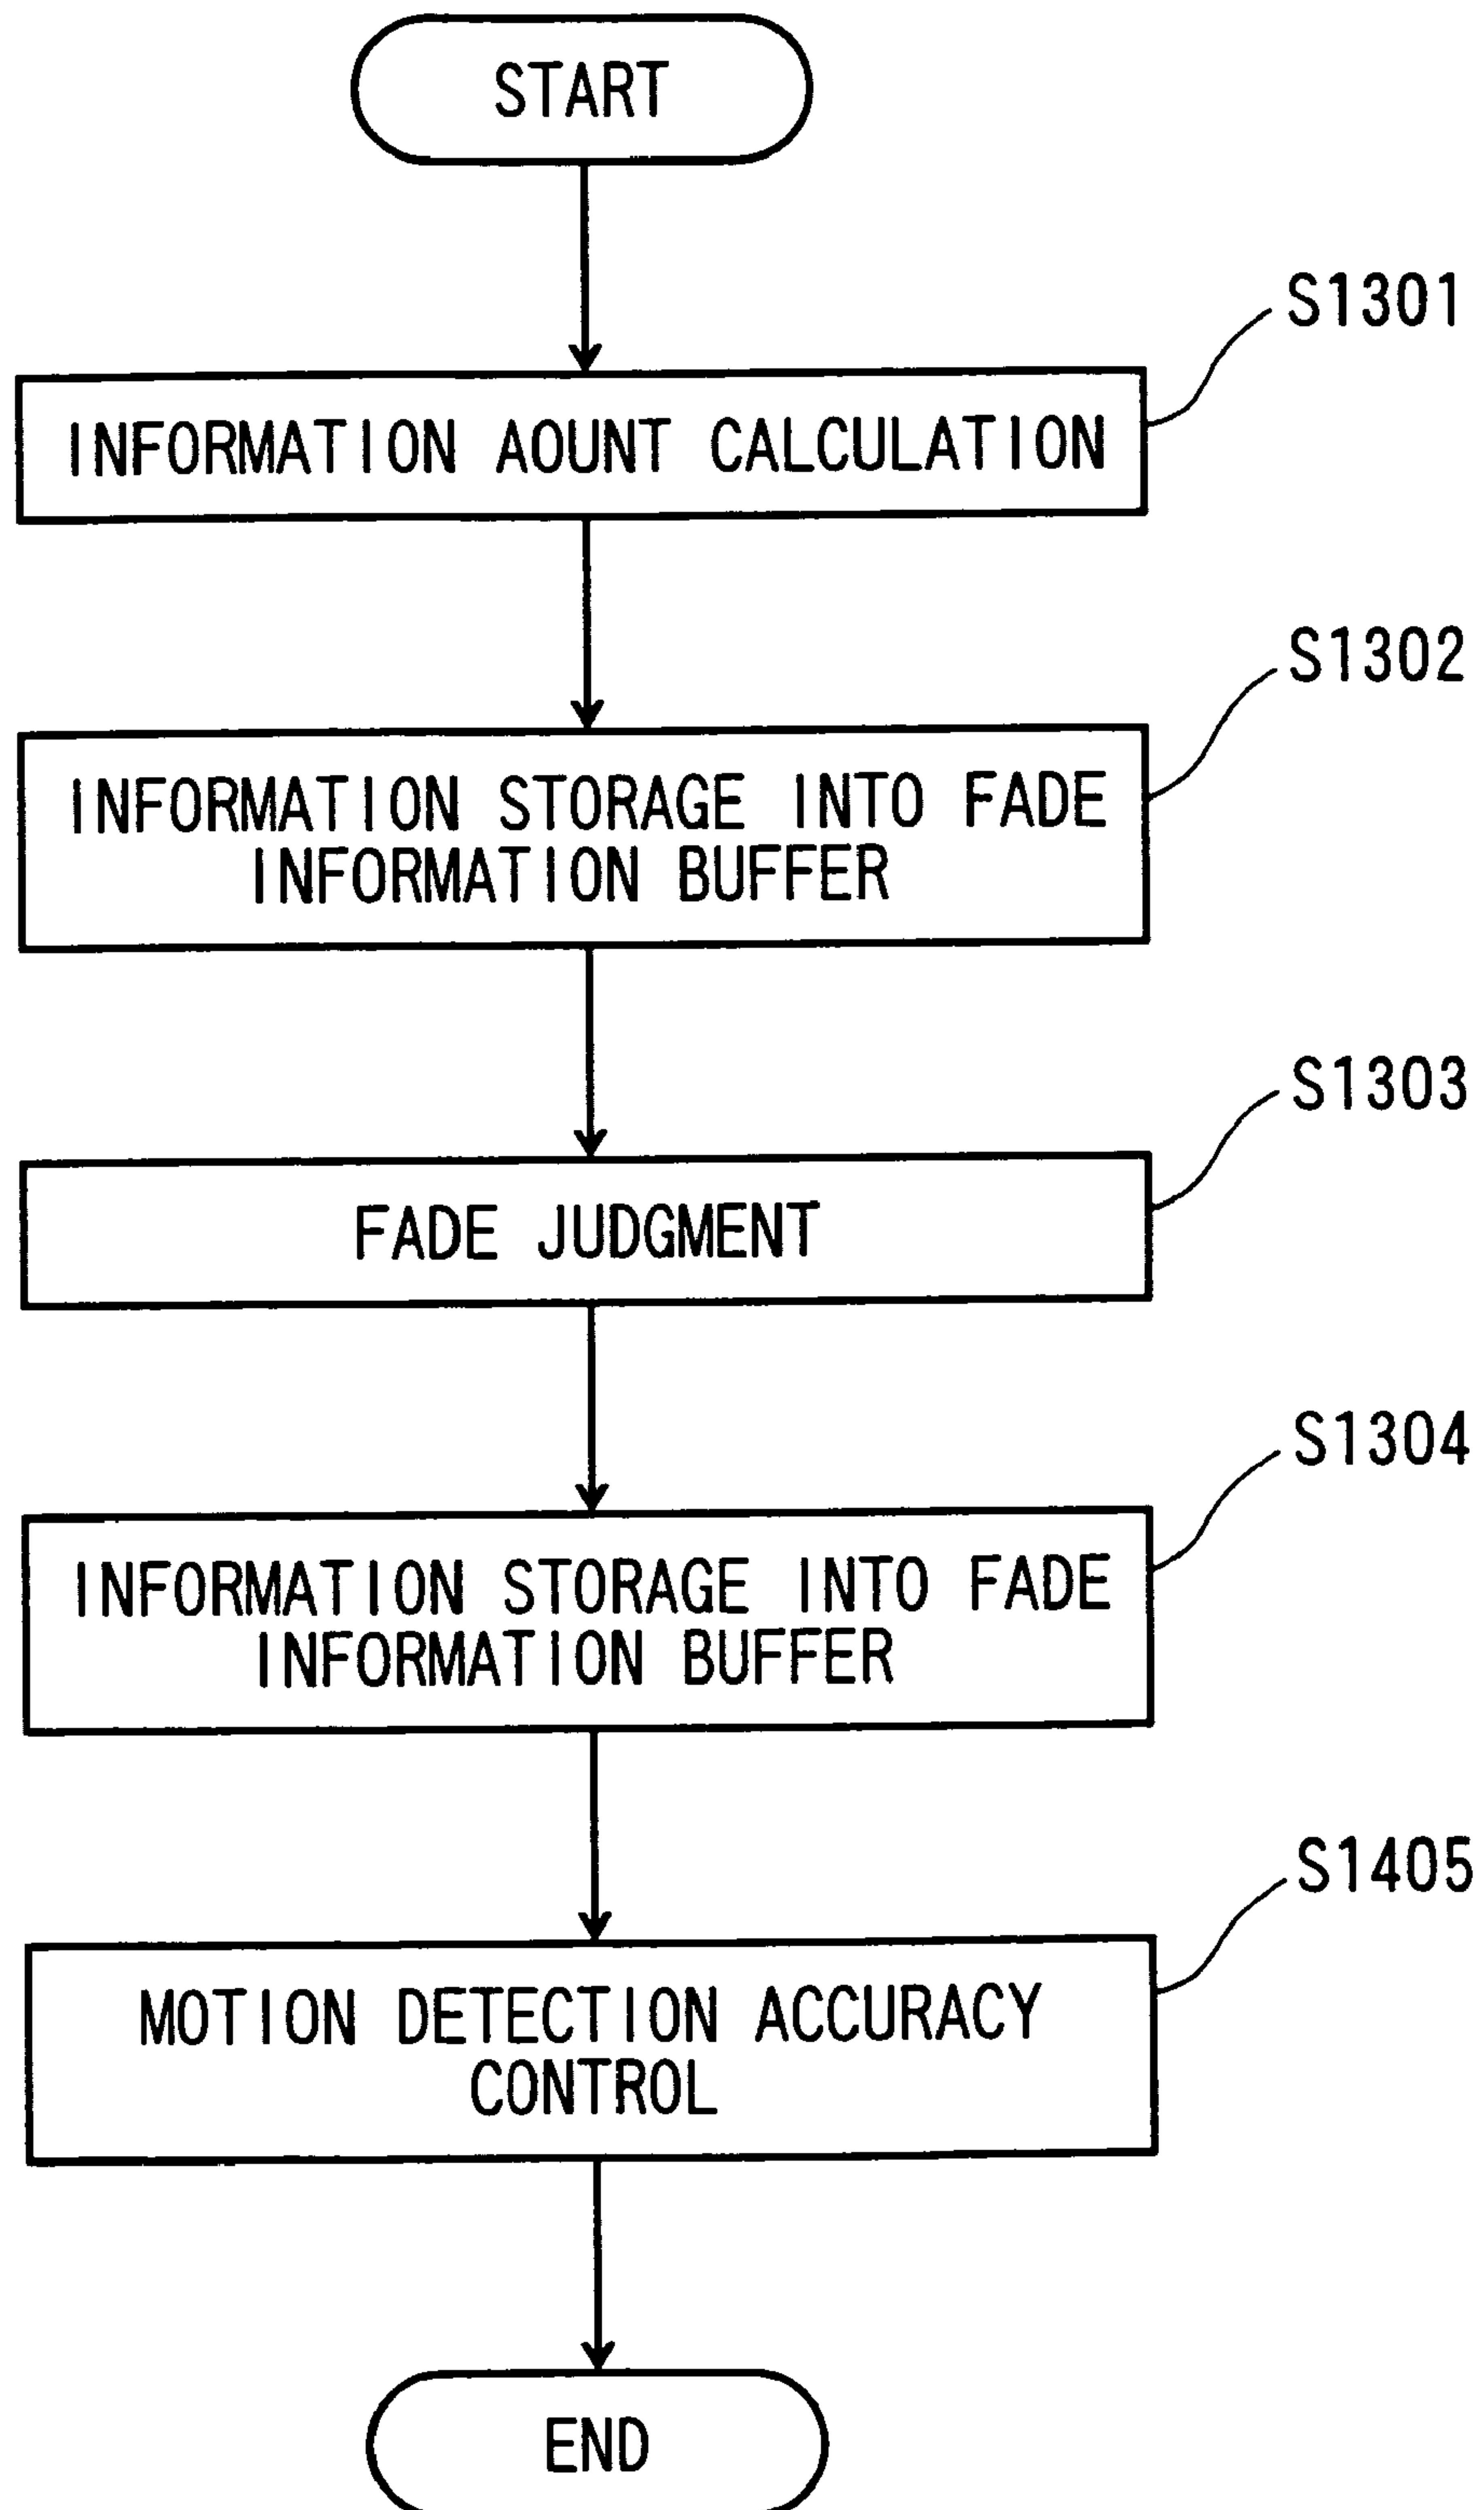 START
S1301
INFORMATION AOUNT CALCULATION
S1302
INFORMATION STORAGE INTO FADE
INFORMATION BUFFER
S1303
FADE JUDGMENT
S1304
INFORMATION STORAGE INTO FADE
INFORMATION BUFFER
S1405
MOTION DETECTION ACCURACY
CONTROL
END